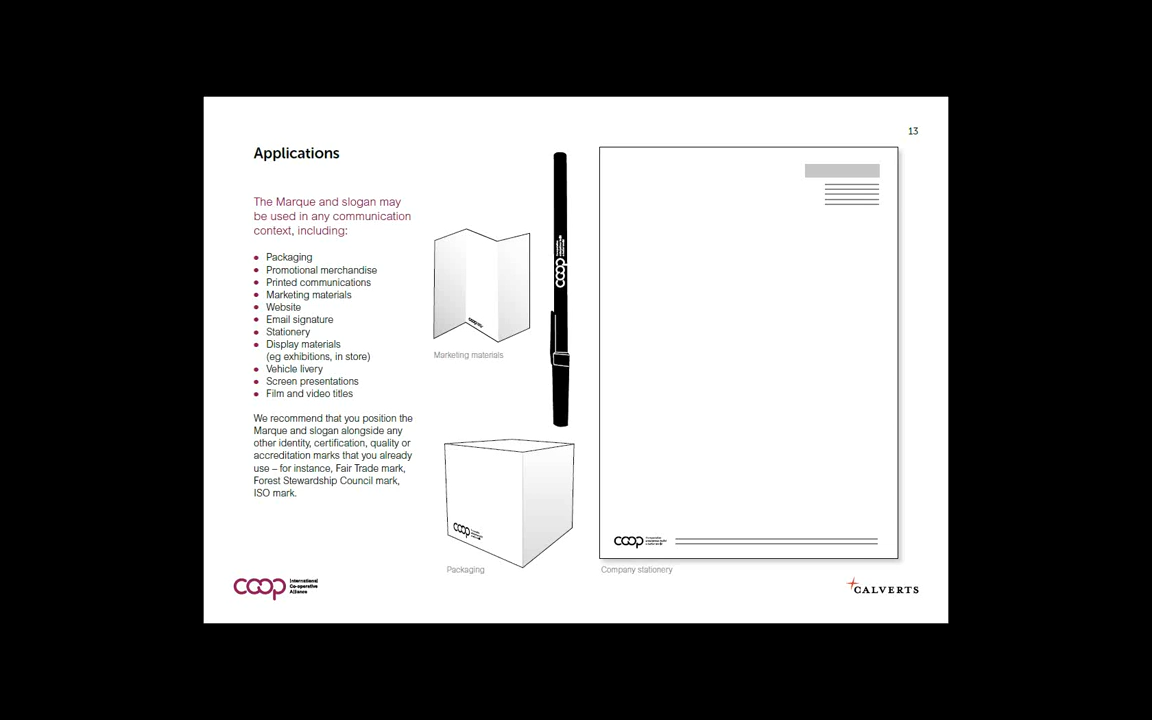 13
Applications
The Marque and slogan may
be used in any communication
context, including:
• Packaging
• Promotional merchandise
• Printed communications
• Marketing materials
• Website
• Email signature
• Stationery
• Display materials
(eg exhibitions, in store)
• Vehicle livery
• Screen presentations
• Film and video titles
We recommend that you position the
Marque and slogan alongside any
other identity, certification, quality or
accreditation marks that you already
use – for instance, Fair Trade mark,
Forest Stewardship Council mark,
ISO mark.
Marketing materials
coop
coop
Packaging
coop
Company stationery
coop
International
Co-operative
Alliance
CALVERTS